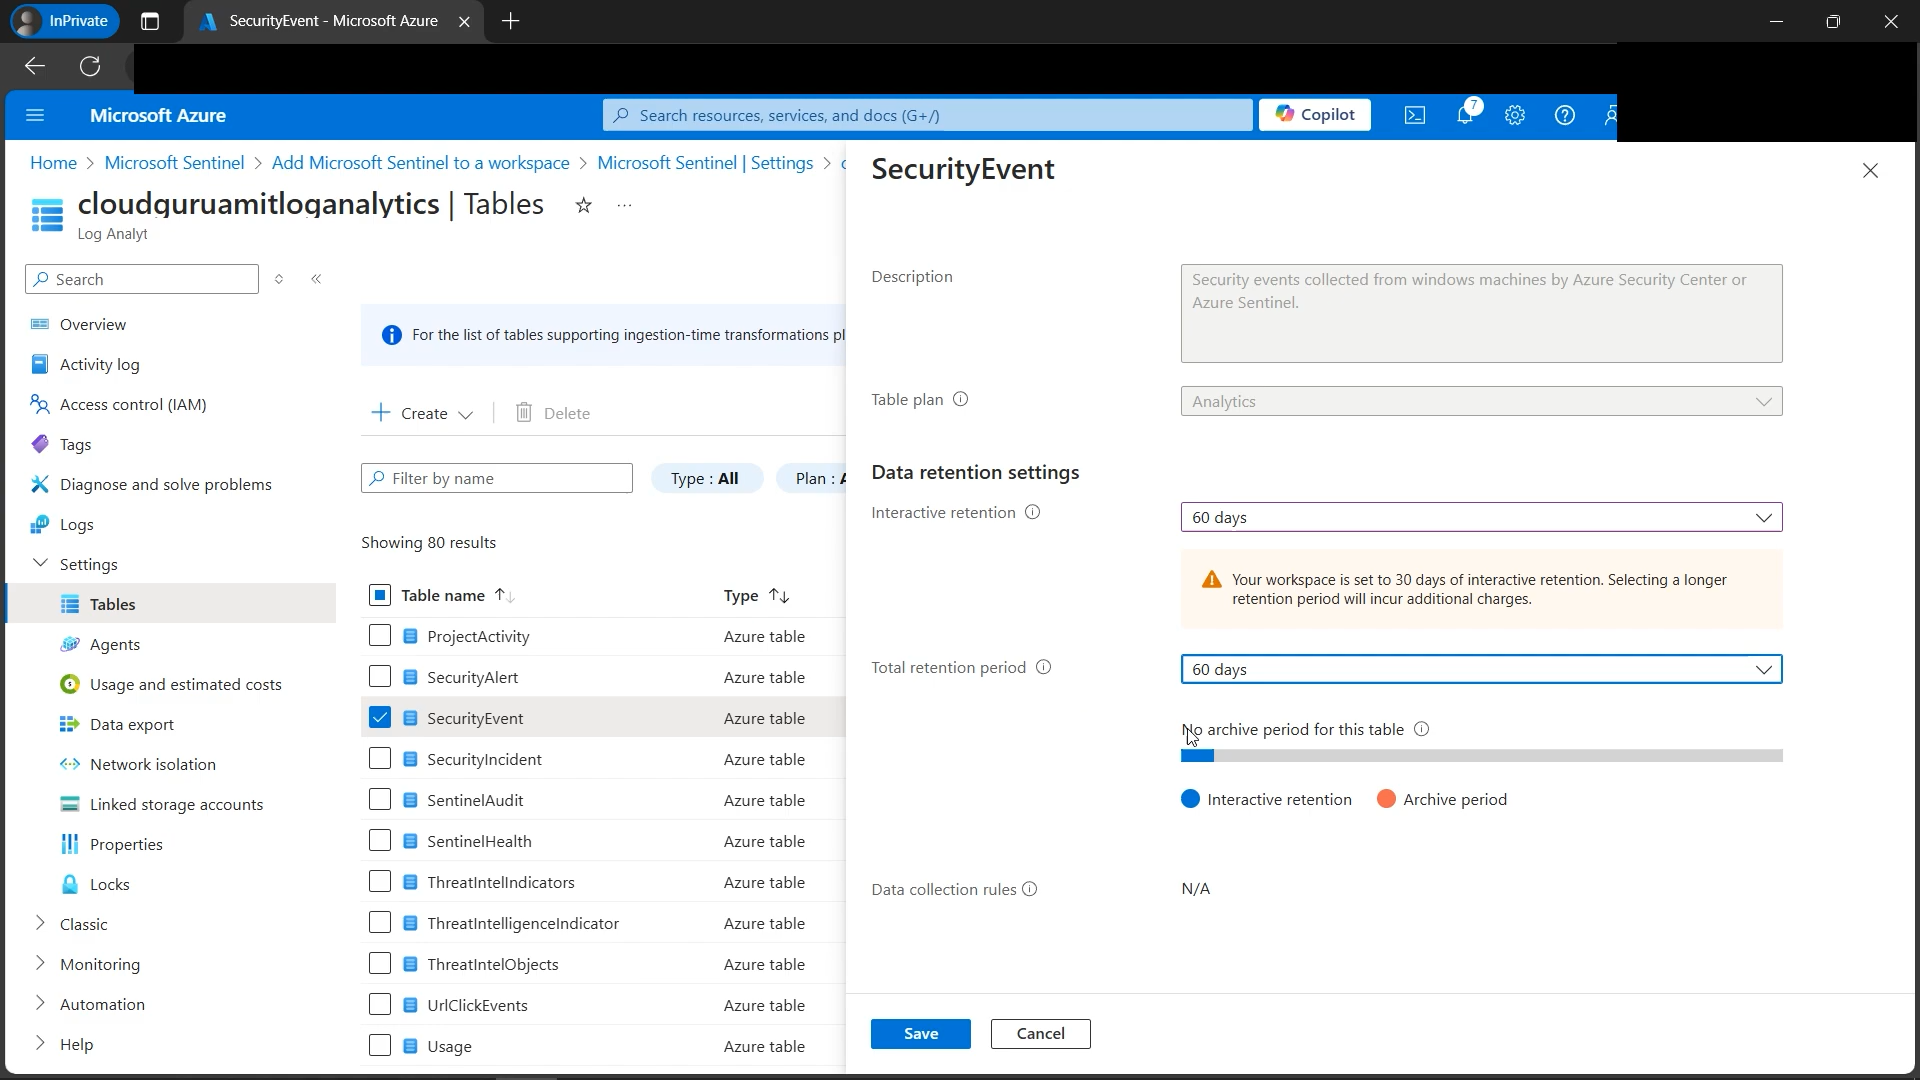 InPrivate
SecurityEvent - Microsoft Azure
Microsoft Azure
Search resources, services, and docs (G+/)
Copilot
7
Home > Microsoft Sentinel > Add Microsoft Sentinel to a workspace > Microsoft Sentinel | Settings >
cloudguruamitloganalytics | Tables
Log Analyt
Search
Overview
Activity log
Access control (IAM)
Tags
Diagnose and solve problems
Logs
Settings
Tables
Agents
Usage and estimated costs
Data export
Network isolation
Linked storage accounts
Properties
Locks
Classic
Monitoring
Automation
Help
For the list of tables supporting ingestion-time transformations pl
Create
Delete
Filter by name
Type : All
Plan : A
Showing 80 results
Table name
Type
ProjectActivity Azure table
SecurityAlert Azure table
SecurityEvent Azure table
SecurityIncident Azure table
SentinelAudit Azure table
SentinelHealth Azure table
ThreatIntelIndicators Azure table
ThreatIntelligenceIndicator Azure table
ThreatIntelObjects Azure table
UrlClickEvents Azure table
Usage Azure table
SecurityEvent
Description
Security events collected from windows machines by Azure Security Center or
Azure Sentinel.
Table plan
Analytics
Data retention settings
Interactive retention
60 days
Your workspace is set to 30 days of interactive retention. Selecting a longer
retention period will incur additional charges.
Total retention period
60 days
No archive period for this table
Interactive retention
Archive period
Data collection rules
N/A
Save
Cancel